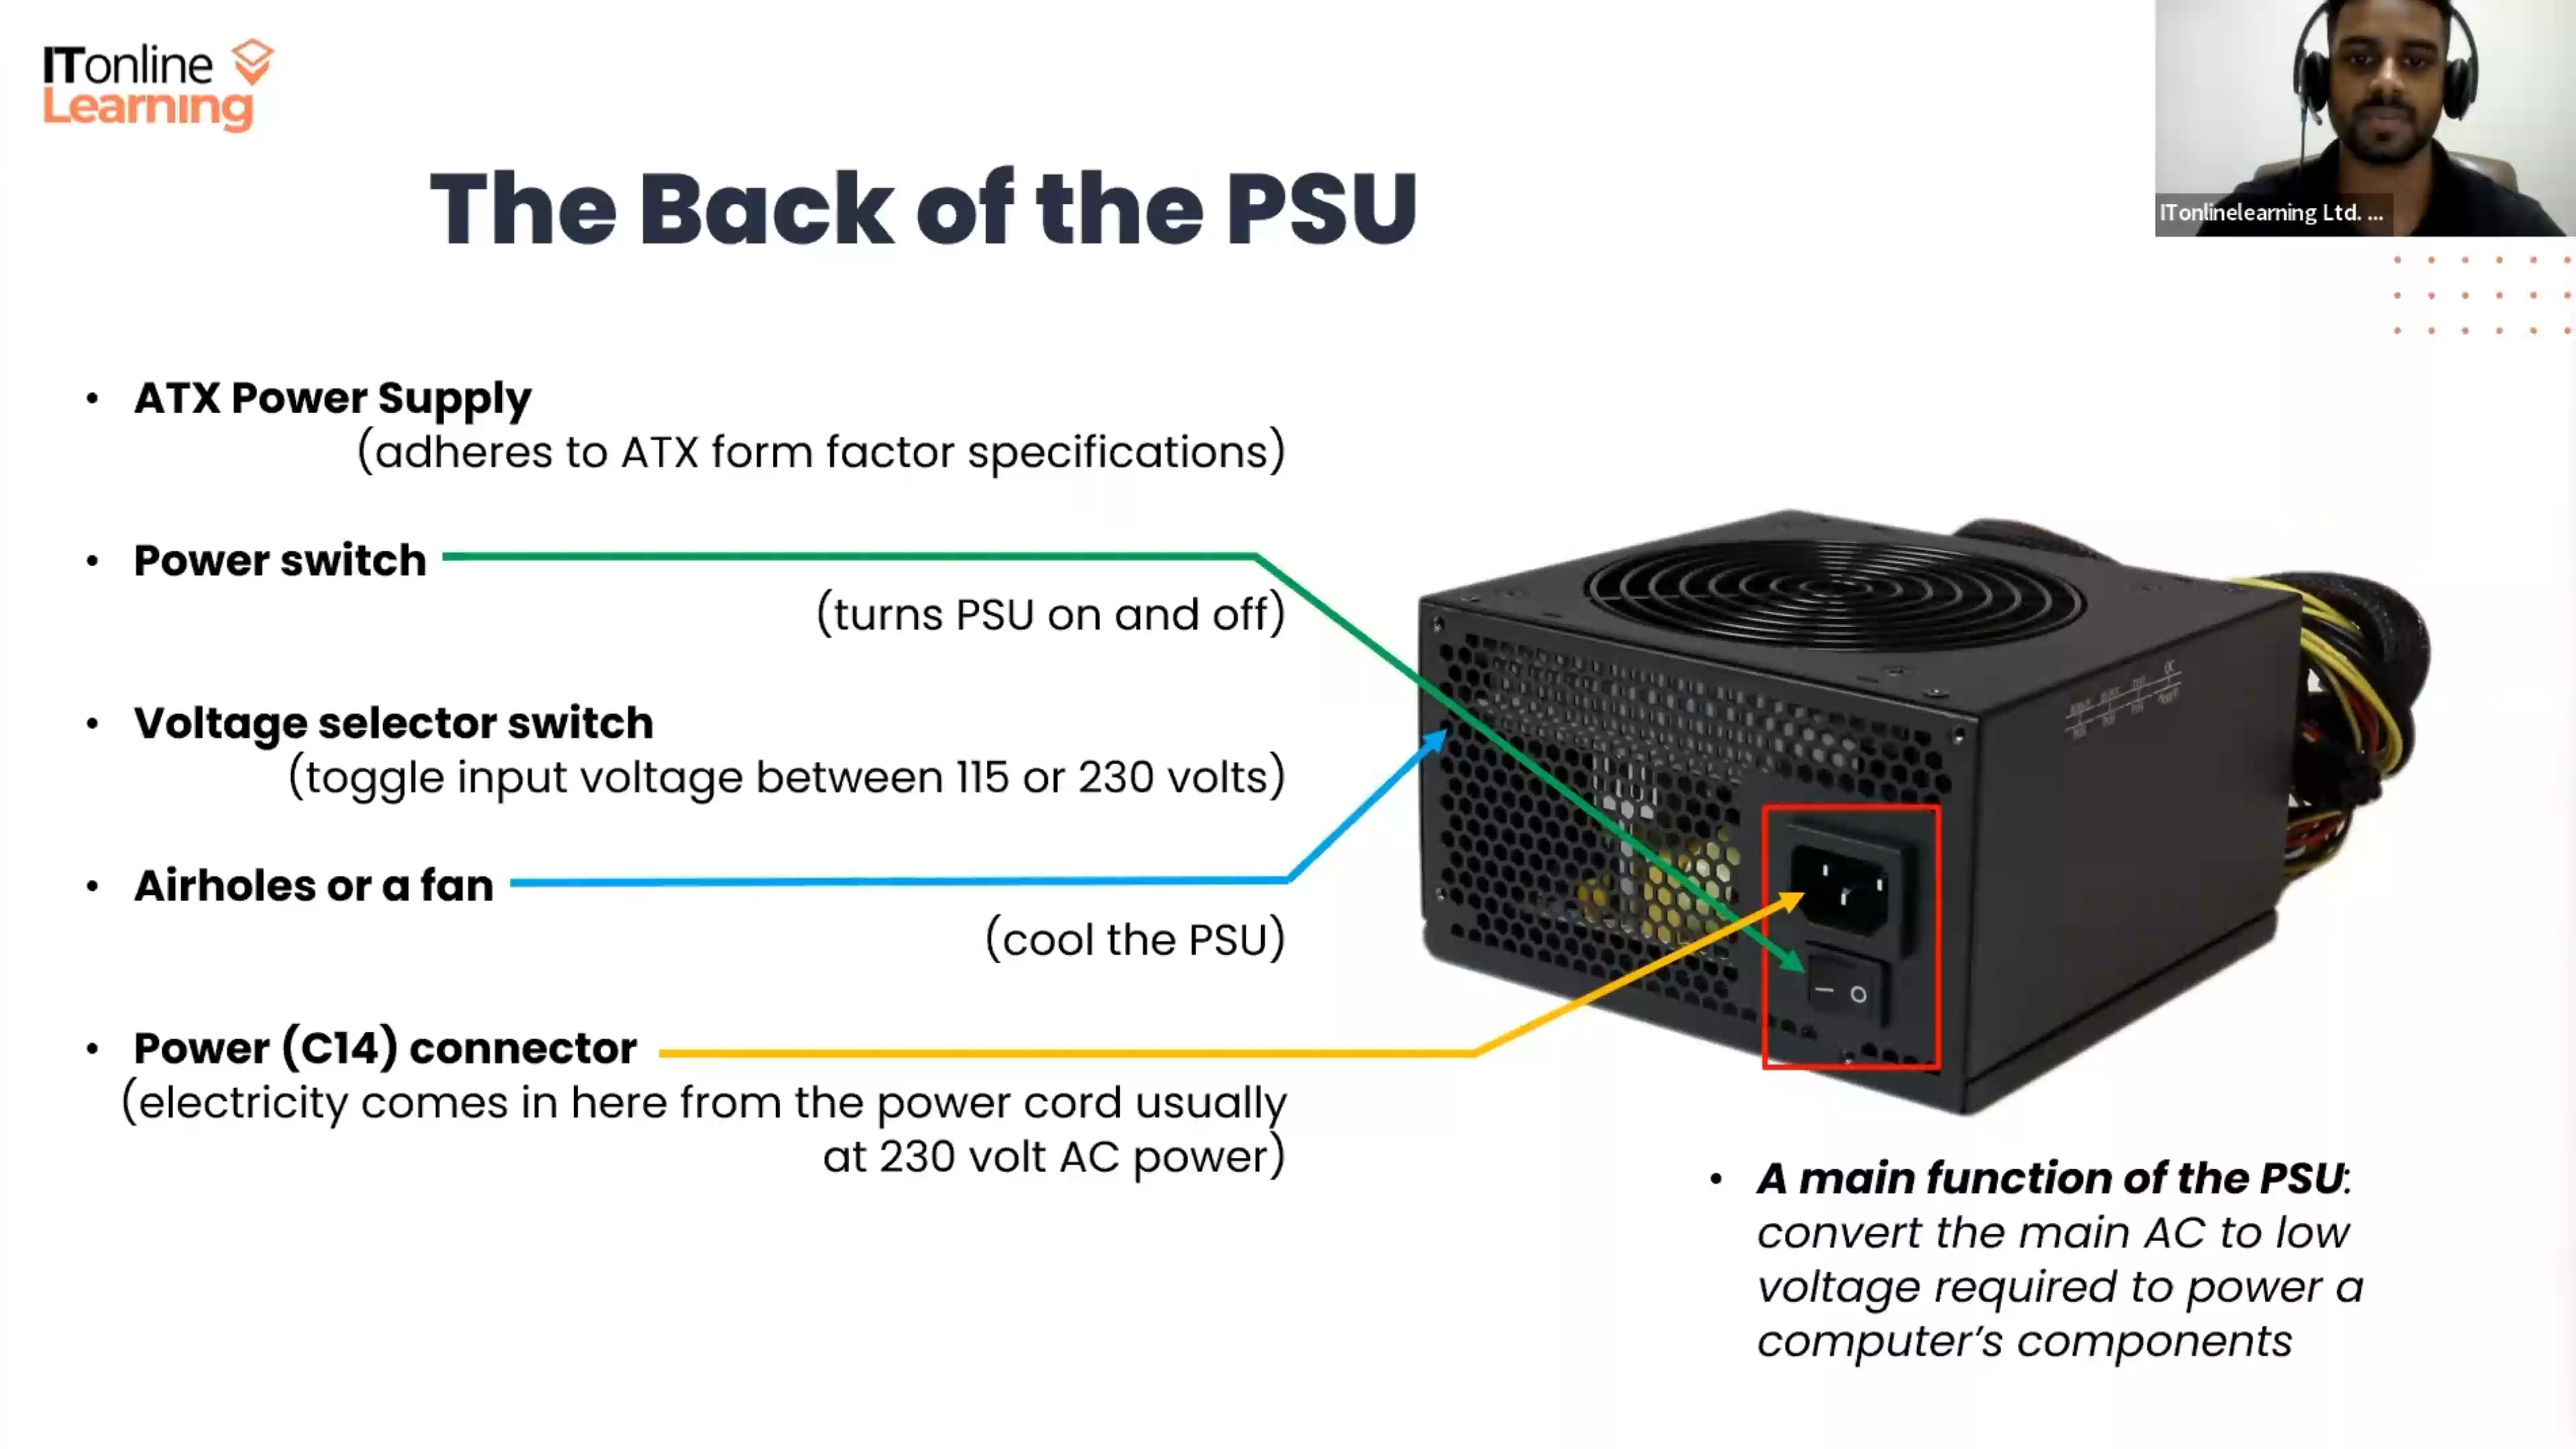 ITonline
Learning
ITonlinelearning Ltd. ...
The Back of the PSU
• ATX Power Supply
(adheres to ATX form factor specifications)
• Power switch
(turns PSU on and off)
• Voltage selector switch
(toggle input voltage between 115 or 230 volts)
• Airholes or a fan
(cool the PSU)
• Power (C14) connector
(electricity comes in here from the power cord usually
at 230 volt AC power)
• A main function of the PSU:
convert the main AC to low
voltage required to power a
computer’s components